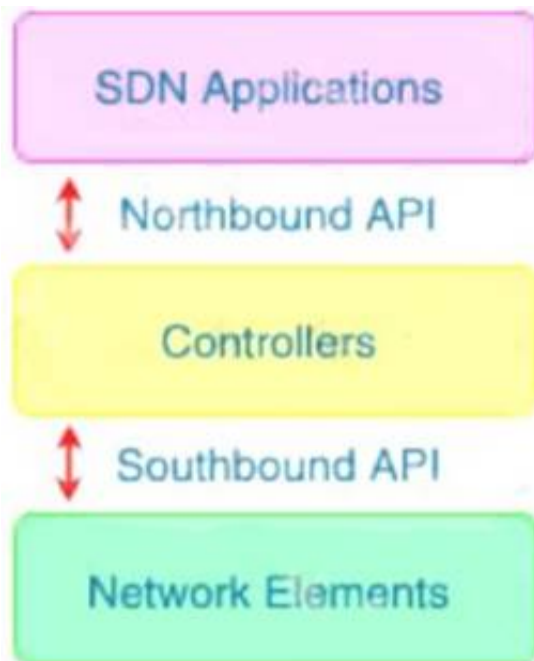 SDN Applications
Northbound API
Controllers
Southbound API
Network Elements